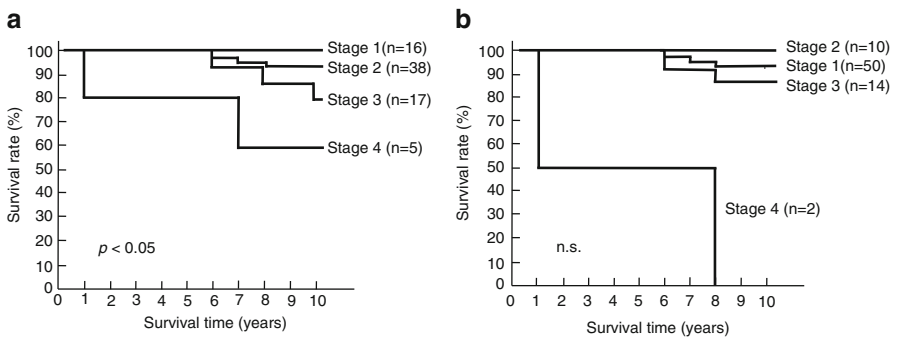 a
100
90
80
70
60
50
40
30
20
10
0
Survival rate (%)
Stage 1(n=16)
Stage 2 (n=38)
Stage 3 (n=17)
Stage 4 (n=5)
p < 0.05
0 1 2 3 4 5 6 7 8 9 10
Survival time (years)
b
100
90
80
70
60
50
40
30
20
10
0
Survival rate (%)
Stage 2 (n=10)
Stage 1(n=50)
Stage 3 (n=14)
Stage 4 (n=2)
n.s.
0 1 2 3 4 5 6 7 8 9 10
Survival time (years)